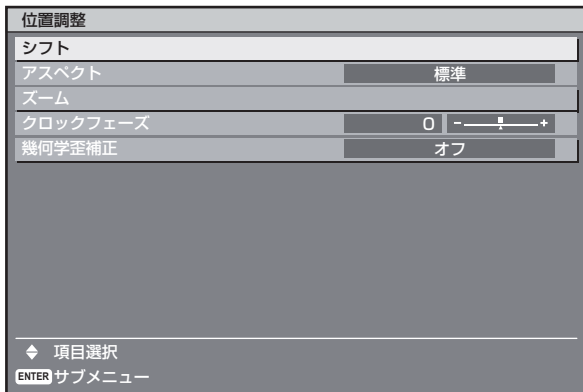 位置調整
シフト
アスペクト 標準
ズーム
クロックフェーズ 0 - +
幾何学歪補正 オフ
項目選択
ENTER サブメニュー